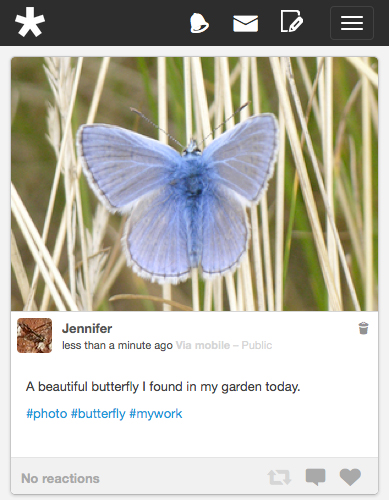 Jennifer
less than a minute ago Via mobile – Public
A beautiful butterfly I found in my garden today.
#photo #butterfly #mywork
No reactions